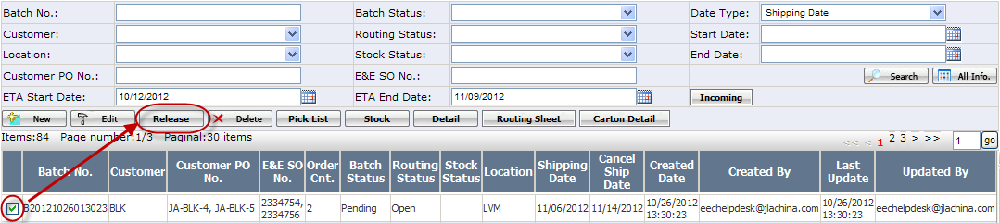 Batch No.: Batch Status: Date Type: Shipping Date
Customer: Routing Status: Start Date:
Location: Stock Status: End Date:
Customer PO No.: E&E SO No.: Search All Info.
ETA Start Date: 10/12/2012 ETA End Date: 11/09/2012 Incoming
New Edit Release Delete Pick List Stock Detail Routing Sheet Carton Detail
Items:84 Page number:1/3 Paginal:30 items << < 1 2 3 > >> 1 go
Batch No. Customer Customer PO No. E&E SO No. Order Cnt. Batch Status Routing Status Stock Status Location Shipping Date Cancel Ship Date Created Date Created By Last Update Updated By
B20121026013023 BLK JA-BLK-4, JA-BLK-5 2334754, 2334756 2 Pending Open LVM 11/06/2012 11/14/2012 10/26/2012 13:30:23 eechelpdesk@jlachina.com 10/26/2012 13:30:23 eechelpdesk@jlachina.com